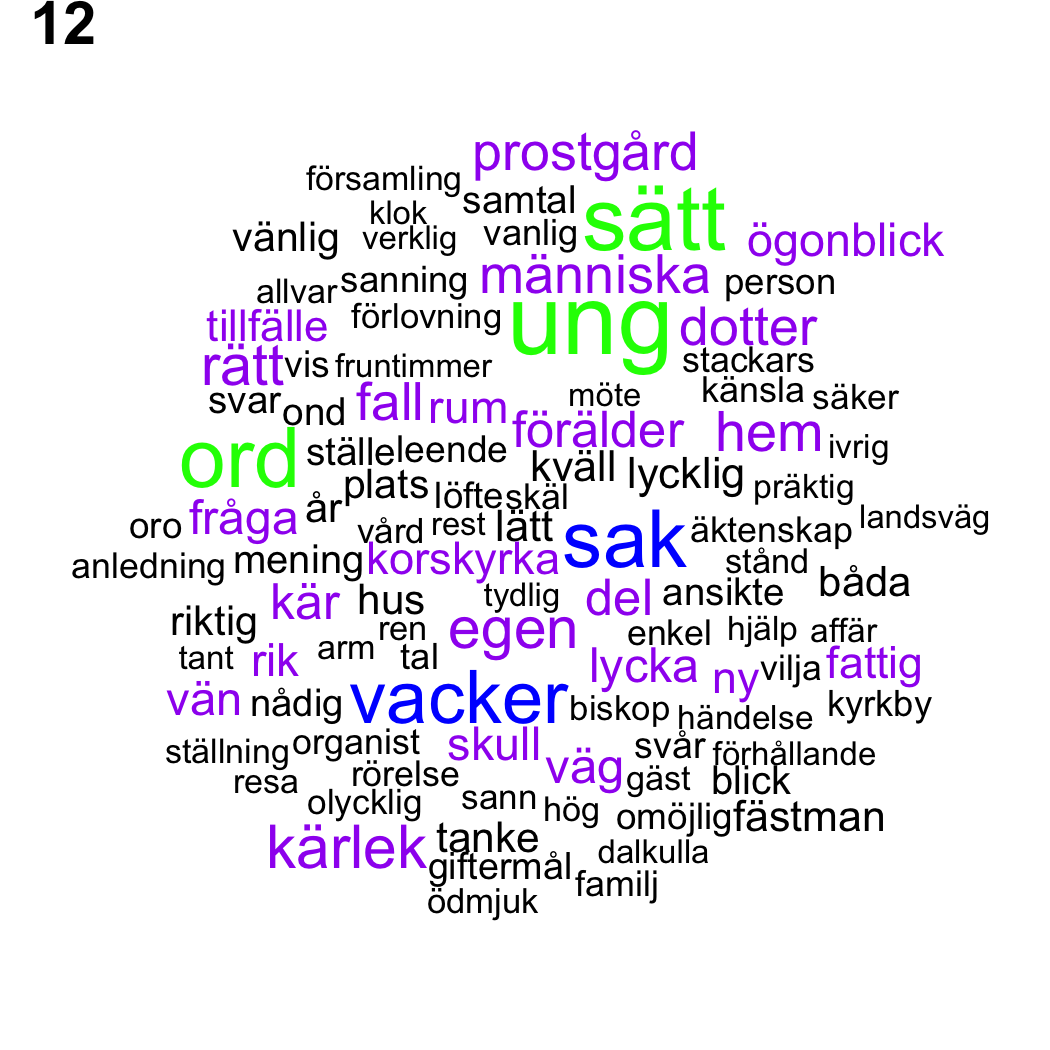 12
prostgård
församling
samtal
sätt
klok
vänlig
verklig
vanlig
ögonblick
människa
person
allvar
sanning
förlovning
ung
tillfälle
dotter
rätt
vis
fruntimmer
stackars
svar
ond
fall
rum
möte
känsla
säker
förälder
hem
ivrig
ord
ställe
leende
kväll
lycklig
präktig
plats
löfte
skäl
oro
fråga
år
vård
rest
lätt
sak
äktenskap
landsväg
anledning
mening
korskyrka
stånd
båda
kär
hus
tydlig
del
ansikte
riktig
ren
egen
enkel
hjälp
affär
tant
rik
arm
tal
lycka
ny
vilja
fattig
vän
nådig
vacker
biskop
händelse
kyrkby
ställning
organist
skull
svår
förhållande
resa
rörelse
väg
gäst
blick
olycklig
sann
hög
omöjlig
fästman
kärlek
tanke
dalkulla
giftermål
familj
ödmjuk